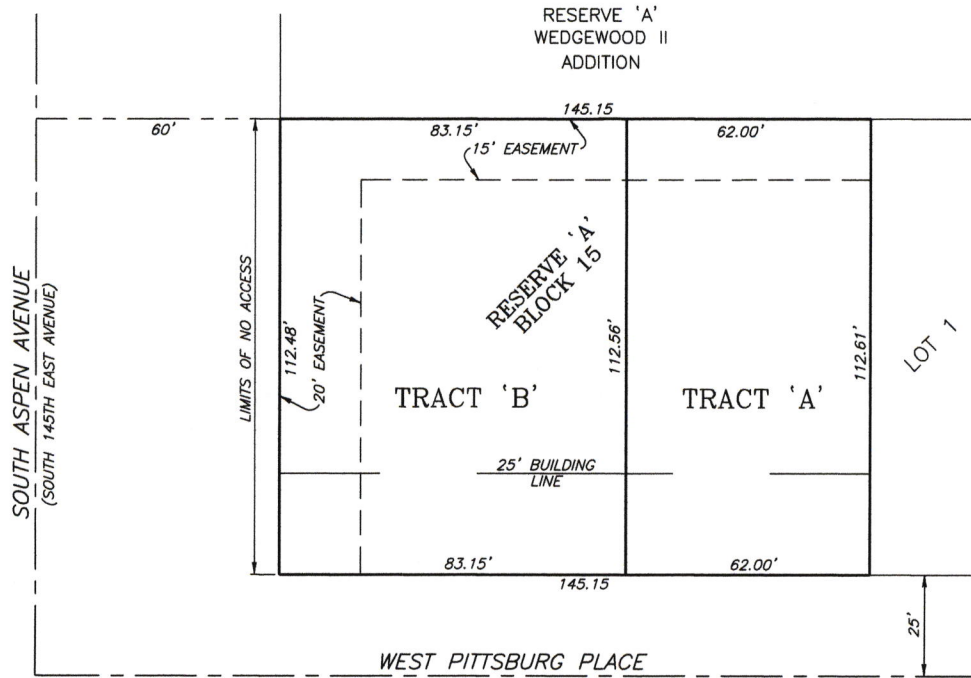 RESERVE 'A'
WEDGEWOOD II
ADDITION
145.15
60'
83.15'
62.00'
15' EASEMENT
SOUTH ASPEN AVENUE
(SOUTH 145TH EAST AVENUE)
LIMITS OF NO ACCESS
112.48'
20' EASEMENT
RESERVE 'A'
BLOCK 15
112.56'
112.61'
LOT 1
TRACT 'B'
TRACT 'A'
25' BUILDING
LINE
83.15'
62.00'
145.15
25'
WEST PITTSBURG PLACE